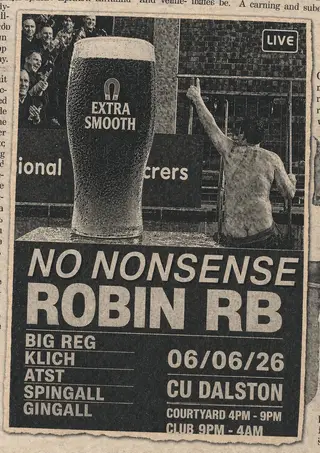 LIVE
EXTRA
SMOOTH
ional
crers
NO NONSENSE
ROBIN RB
BIG REG
KLICH
ATST
SPINGALL
GINGALL
06/06/26
CU DALSTON
COURTYARD 4PM - 9PM
CLUB 9PM - 4AM